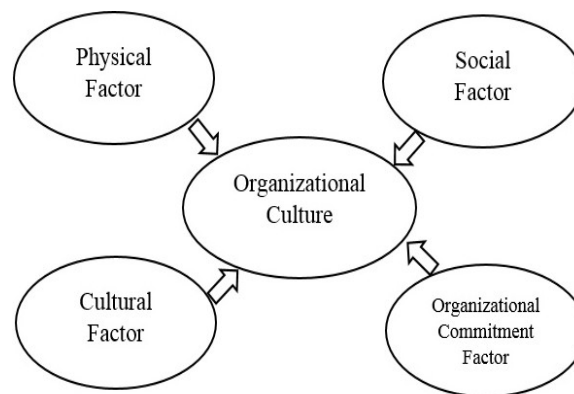 Physical
Factor
Social
Factor
Organizational
Culture
Cultural
Factor
Organizational
Commitment
Factor